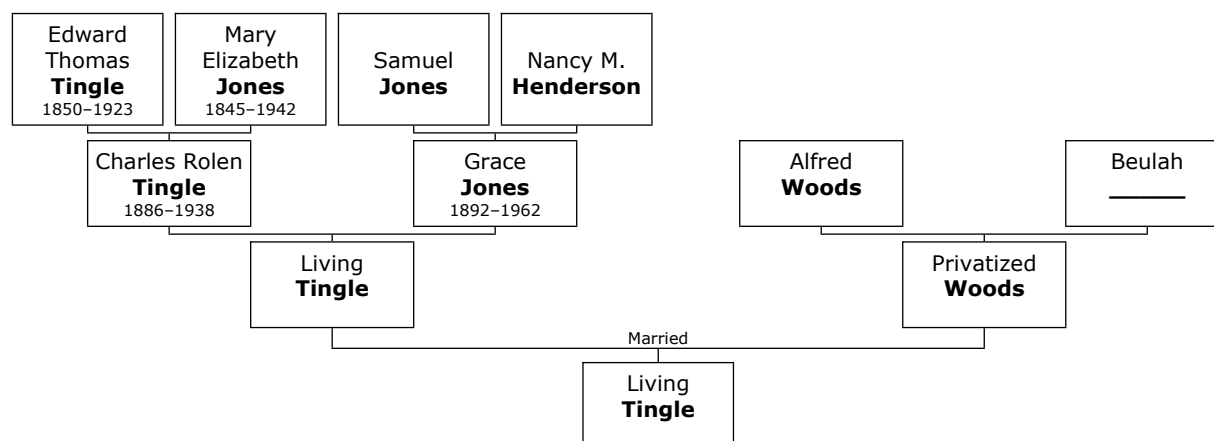 Edward
Thomas
Tingle
1850–1923
Mary
Elizabeth
Jones
1845–1942
Samuel
Jones
Nancy M.
Henderson
Charles Rolen
Tingle
1886–1938
Grace
Jones
1892–1962
Alfred
Woods
Beulah
______
Living
Tingle
Privatized
Woods
Married
Living
Tingle